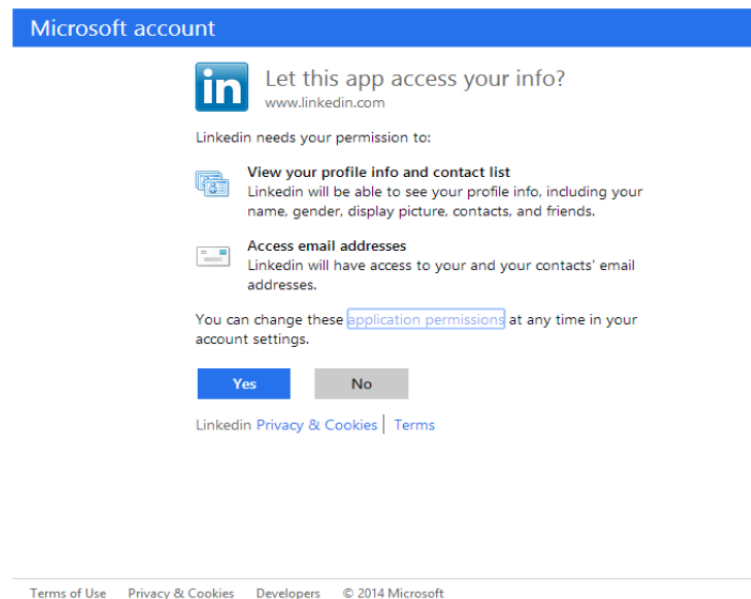 Microsoft account
in
Let this app access your info?
www.linkedin.com
Linkedin needs your permission to:
View your profile info and contact list
Linkedin will be able to see your profile info, including your
name, gender, display picture, contacts, and friends.
Access email addresses
Linkedin will have access to your and your contacts' email
addresses.
You can change these application permissions at any time in your
account settings.
Yes No
Linkedin Privacy & Cookies | Terms
Terms of Use Privacy & Cookies Developers © 2014 Microsoft